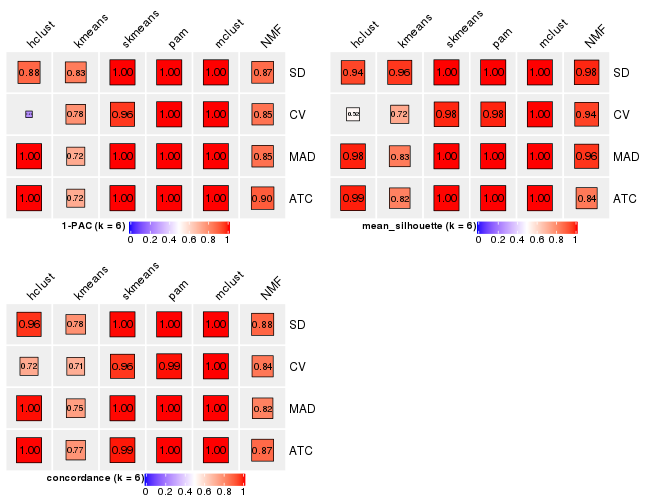 hclust kmeans skmeans pam mclust NMF
0.88 0.83 1.00 1.00 1.00 0.87 SD
0.78 0.96 1.00 1.00 0.85 CV
1.00 0.72 1.00 1.00 1.00 0.85 MAD
1.00 0.72 1.00 1.00 1.00 0.90 ATC
1-PAC (k = 6)
0 0.2 0.4 0.6 0.8 1
hclust kmeans skmeans pam mclust NMF
0.94 0.96 1.00 1.00 1.00 0.98 SD
0.72 0.98 0.98 1.00 0.94 CV
0.98 0.83 1.00 1.00 1.00 0.96 MAD
0.99 0.82 1.00 1.00 1.00 0.84 ATC
mean_silhouette (k = 6)
0 0.2 0.4 0.6 0.8 1
hclust kmeans skmeans pam mclust NMF
0.96 0.78 1.00 1.00 1.00 0.88 SD
0.72 0.71 0.96 0.99 1.00 0.84 CV
1.00 0.75 1.00 1.00 1.00 0.82 MAD
1.00 0.77 0.99 1.00 1.00 0.87 ATC
concordance (k = 6)
0 0.2 0.4 0.6 0.8 1